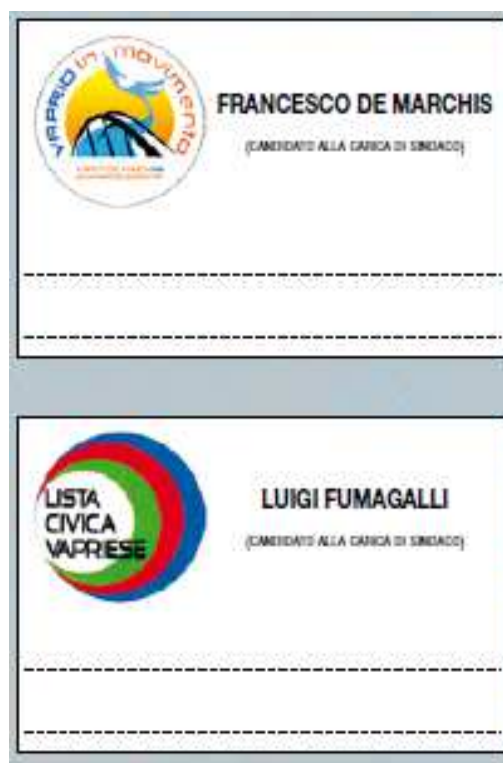 VAPRIO in movimento
FRANCESCO DE MARCHIS
(CANDIDATO ALLA CARICA DI SINDACO)
LISTA
CIVICA
VAPRIESE
LUIGI FUMAGALLI
(CANDIDATO ALLA CARICA DI SINDACO)